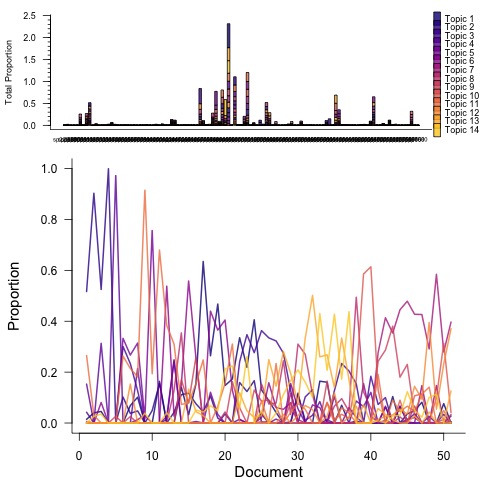 2.5
2.0
1.5
1.0
0.5
0.0
Total Proportion
Topic 1
Topic 2
Topic 3
Topic 4
Topic 5
Topic 6
Topic 7
Topic 8
Topic 9
Topic 10
Topic 11
Topic 12
Topic 13
Topic 14
1.0
0.8
0.6
0.4
0.2
0.0
Proportion
0 10 20 30 40 50
Document